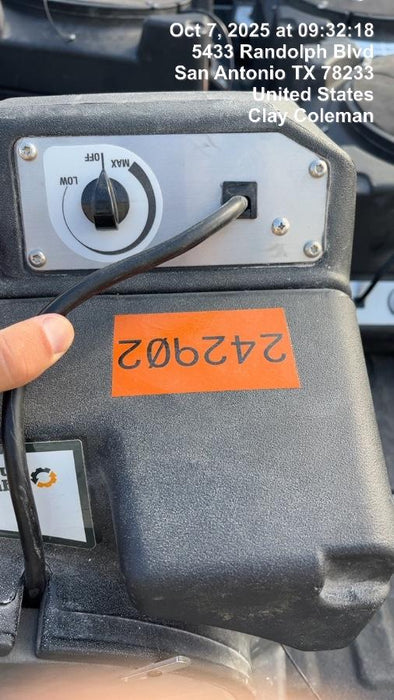 Oct 7, 2025 at 09:32:18
5433 Randolph Blvd
San Antonio TX 78233
United States
Clay Coleman
LOW OFF MAX
242902